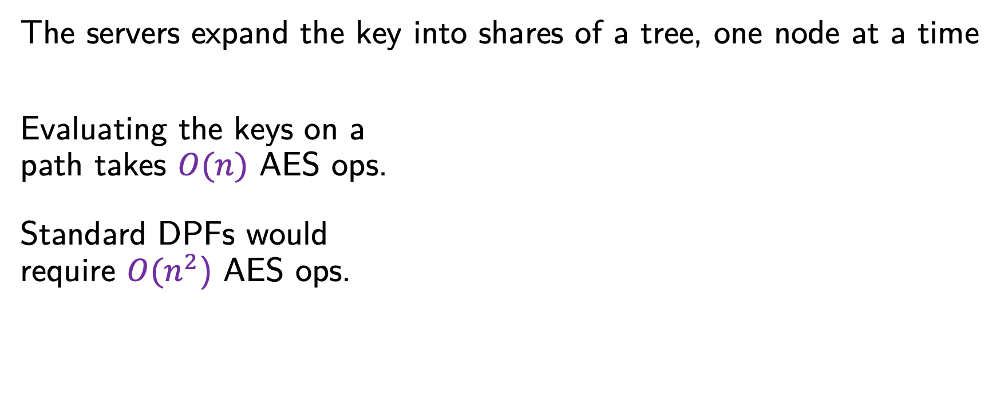 The servers expand the key into shares of a tree, one node at a time
Evaluating the keys on a
path takes O(n) AES ops.
Standard DPFs would
require O(n²) AES ops.